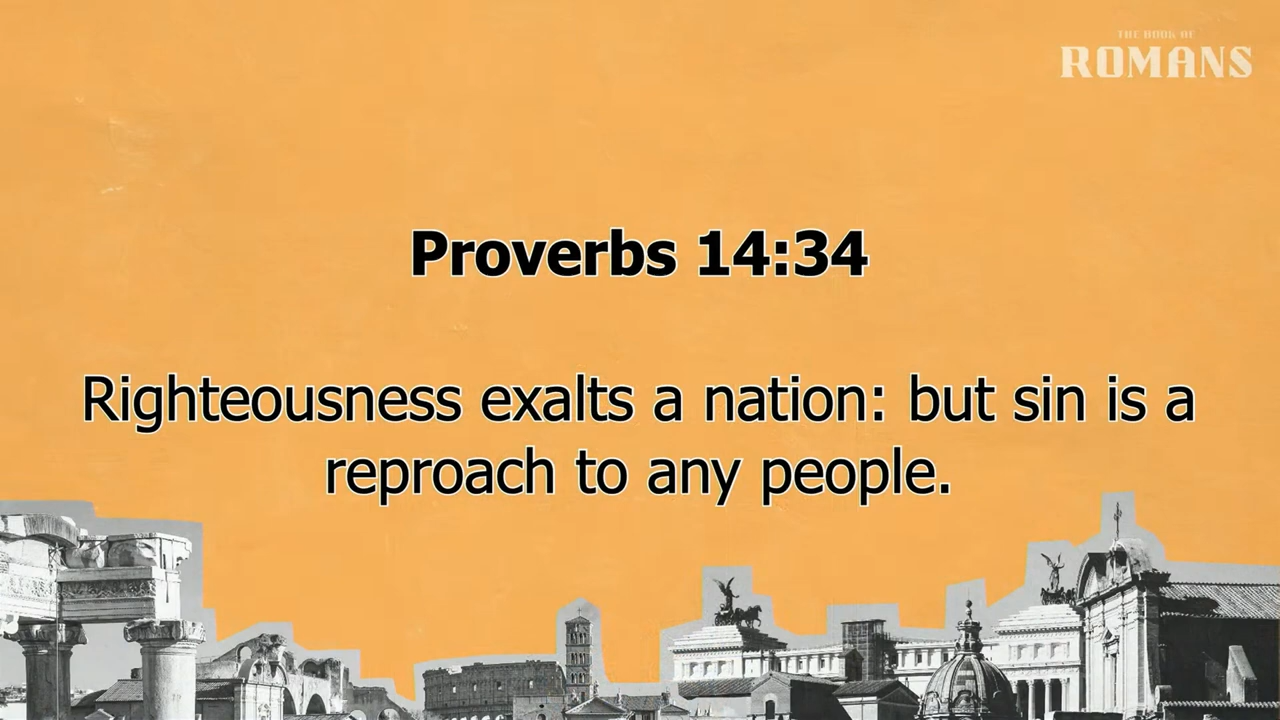 THE BOOK OF
ROMANS
Proverbs 14:34
Righteousness exalts a nation: but sin is a
reproach to any people.